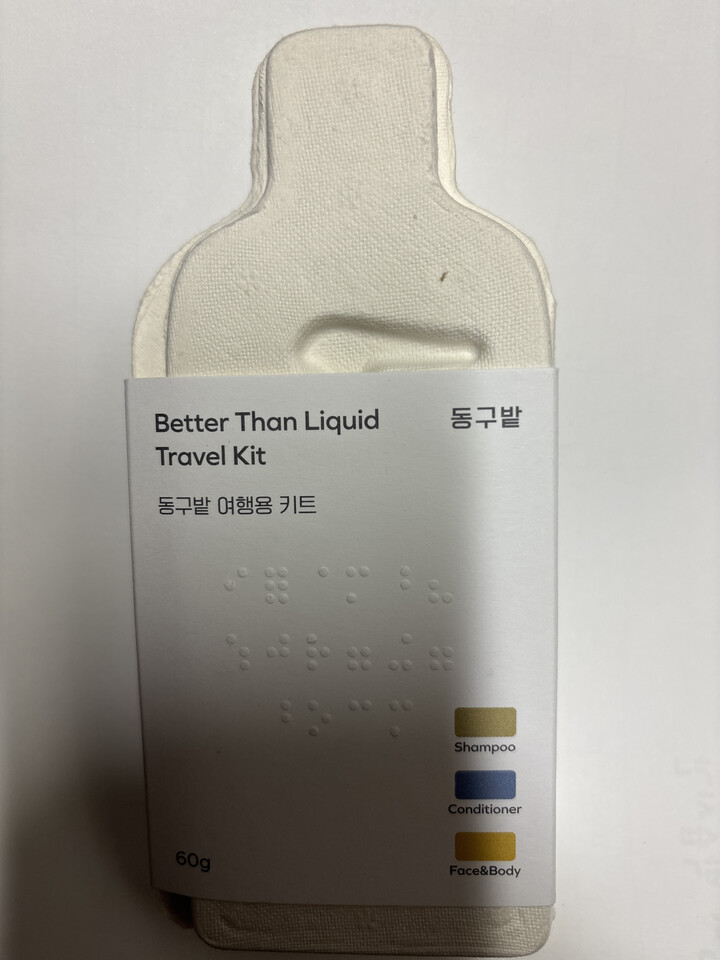 Better Than Liquid
Travel Kit
동구밭
동구밭 여행용 키트
Shampoo
Conditioner
Face&Body
60g